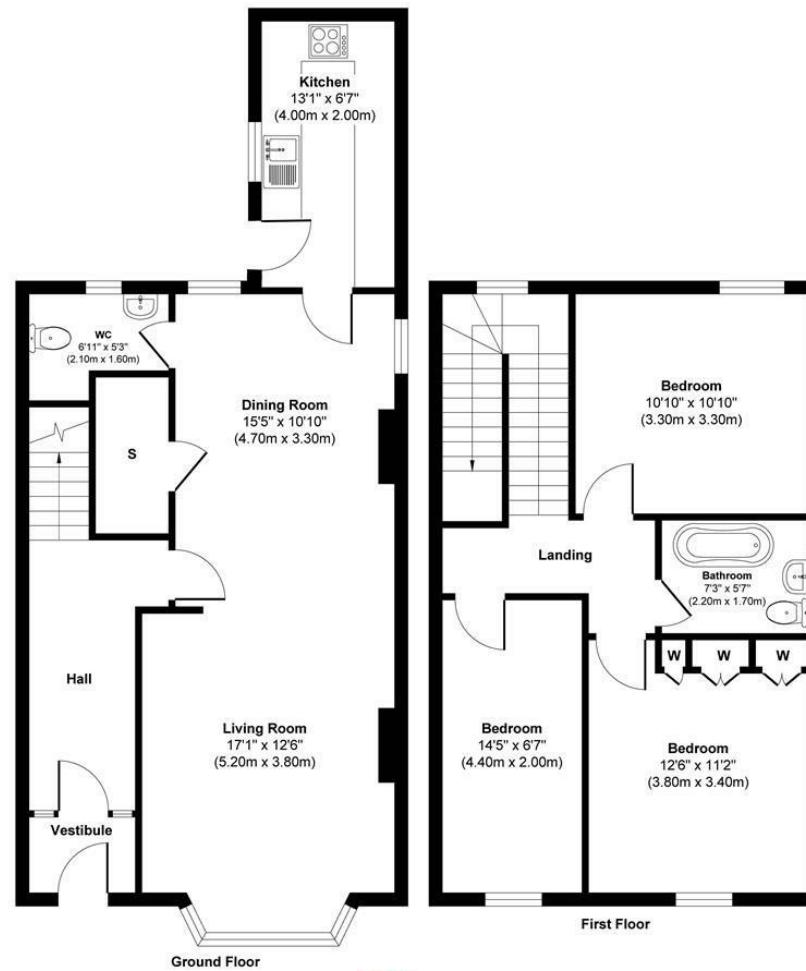 Kitchen
13'1" x 6'7"
(4.00m x 2.00m)
WC
6'11" x 5'3"
(2.10m x 1.60m)
Dining Room
15'5" x 10'10"
(4.70m x 3.30m)
S
Hall
Living Room
17'1" x 12'6"
(5.20m x 3.80m)
Vestibule
Ground Floor
Bedroom
10'10" x 10'10"
(3.30m x 3.30m)
Landing
Bathroom
7'3" x 5'7"
(2.20m x 1.70m)
W W W
Bedroom
14'5" x 6'7"
(4.40m x 2.00m)
Bedroom
12'6" x 11'2"
(3.80m x 3.40m)
First Floor